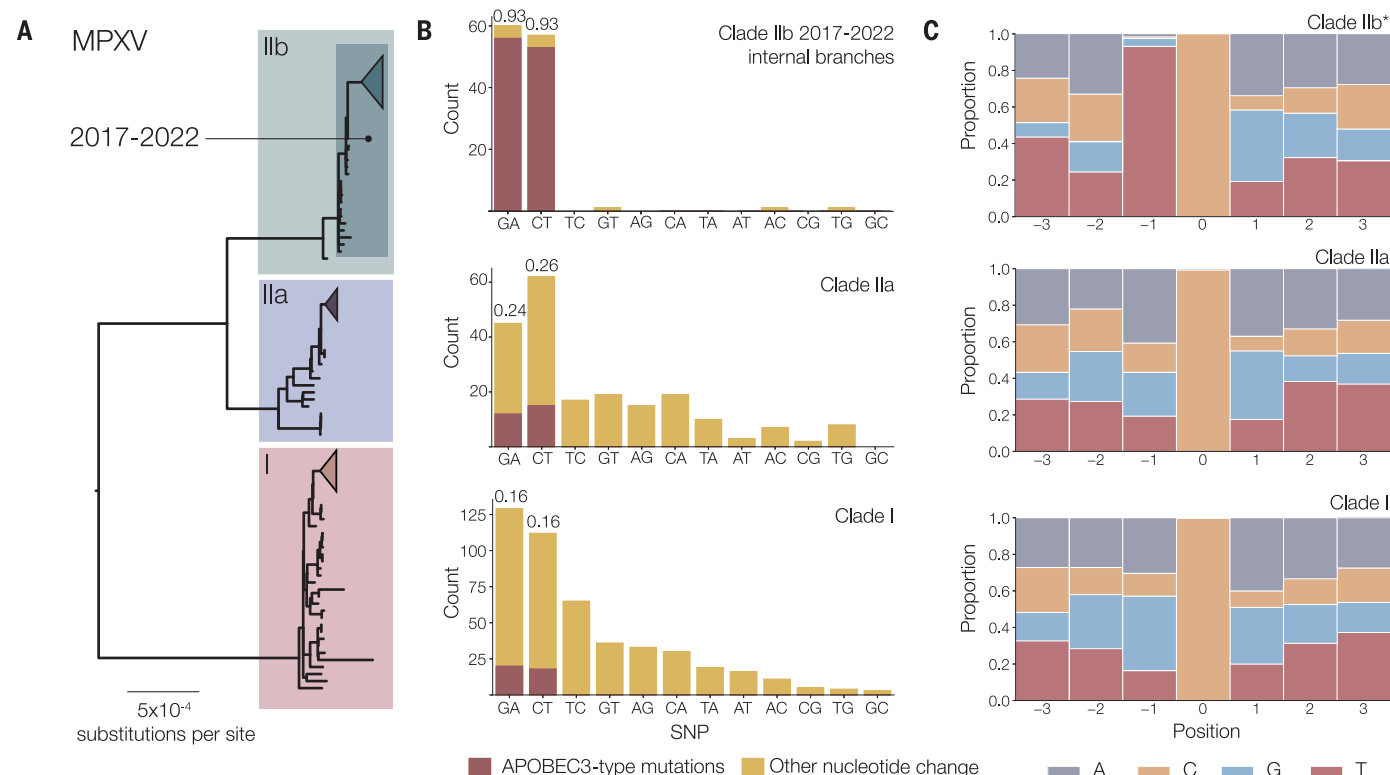 A
MPXV
IIb
2017-2022
IIa
I
5x10-4
substitutions per site
B
Clade IIb 2017-2022
internal branches
0.93
0.93
Count
60
40
20
GA CT TC GT AG CA TA AT AC CG TG GC
Clade IIa
0.24
0.26
Count
60
40
20
GA CT TC GT AG CA TA AT AC CG TG GC
Clade I
0.16
0.16
Count
125
100
75
50
25
GA CT TC GT AG CA TA AT AC CG TG GC
SNP
APOBEC3-type mutations
Other nucleotide change
C
Clade IIb*
Proportion
1.0
0.8
0.6
0.4
0.2
0.0
−3 −2 −1 0 1 2 3
Clade IIa
Proportion
1.0
0.8
0.6
0.4
0.2
0.0
−3 −2 −1 0 1 2 3
Clade I
Proportion
1.0
0.8
0.6
0.4
0.2
0.0
−3 −2 −1 0 1 2 3
Position
A C G T